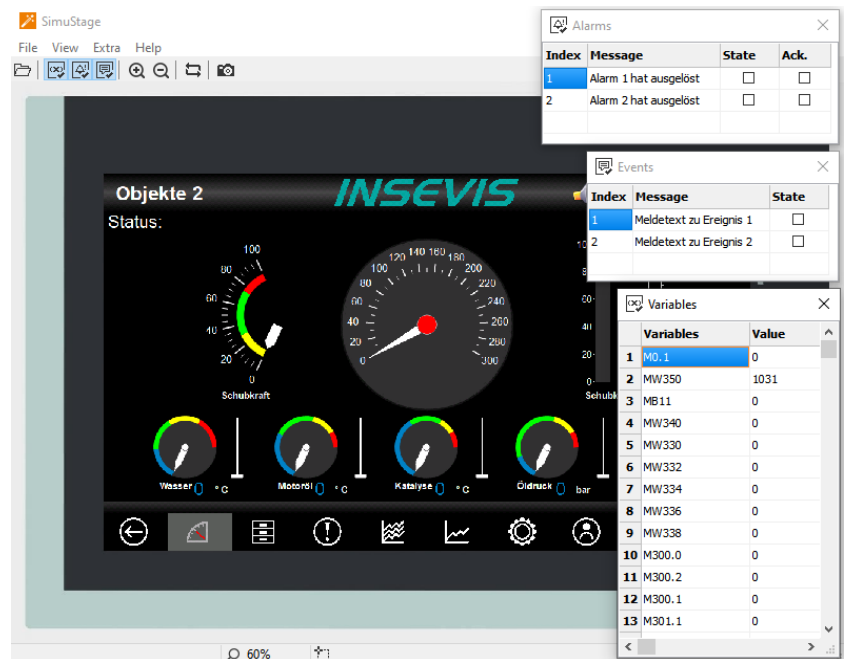 SimuStage
File View Extra Help
Alarms
Index Message State Ack.
1 Alarm 1 hat ausgelöst
2 Alarm 2 hat ausgelöst
Events
Index Message State
1 Meldetext zu Ereignis 1
2 Meldetext zu Ereignis 2
Objekte 2
INSEVIS
Status:
100
80
60
40
20
0
Schubkraft
0
20
40
60
80
100
120
140
160
180
200
220
240
260
280
300
60
40
20
0
Wasser 0 °C
Motoröl 0 °C
Katalyse 0 °C
Öldruck 0 bar
Variables
Variables Value
1 M0.1 0
2 MW350 1031
3 MB11 0
4 MW340 0
5 MW330 0
6 MW332 0
7 MW334 0
8 MW336 0
9 MW338 0
10 M300.0 0
11 M300.2 0
12 M300.1 0
13 M301.1 0
60%